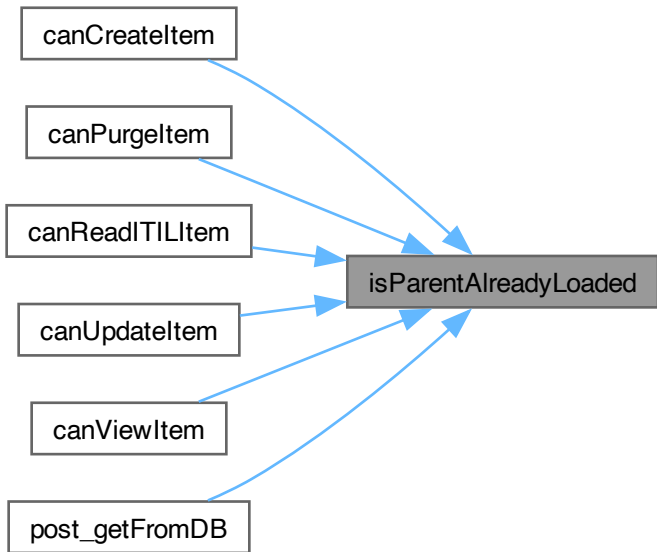 canCreateItem
canPurgeItem
canReadITILItem
isParentAlreadyLoaded
canUpdateItem
canViewItem
post_getFromDB